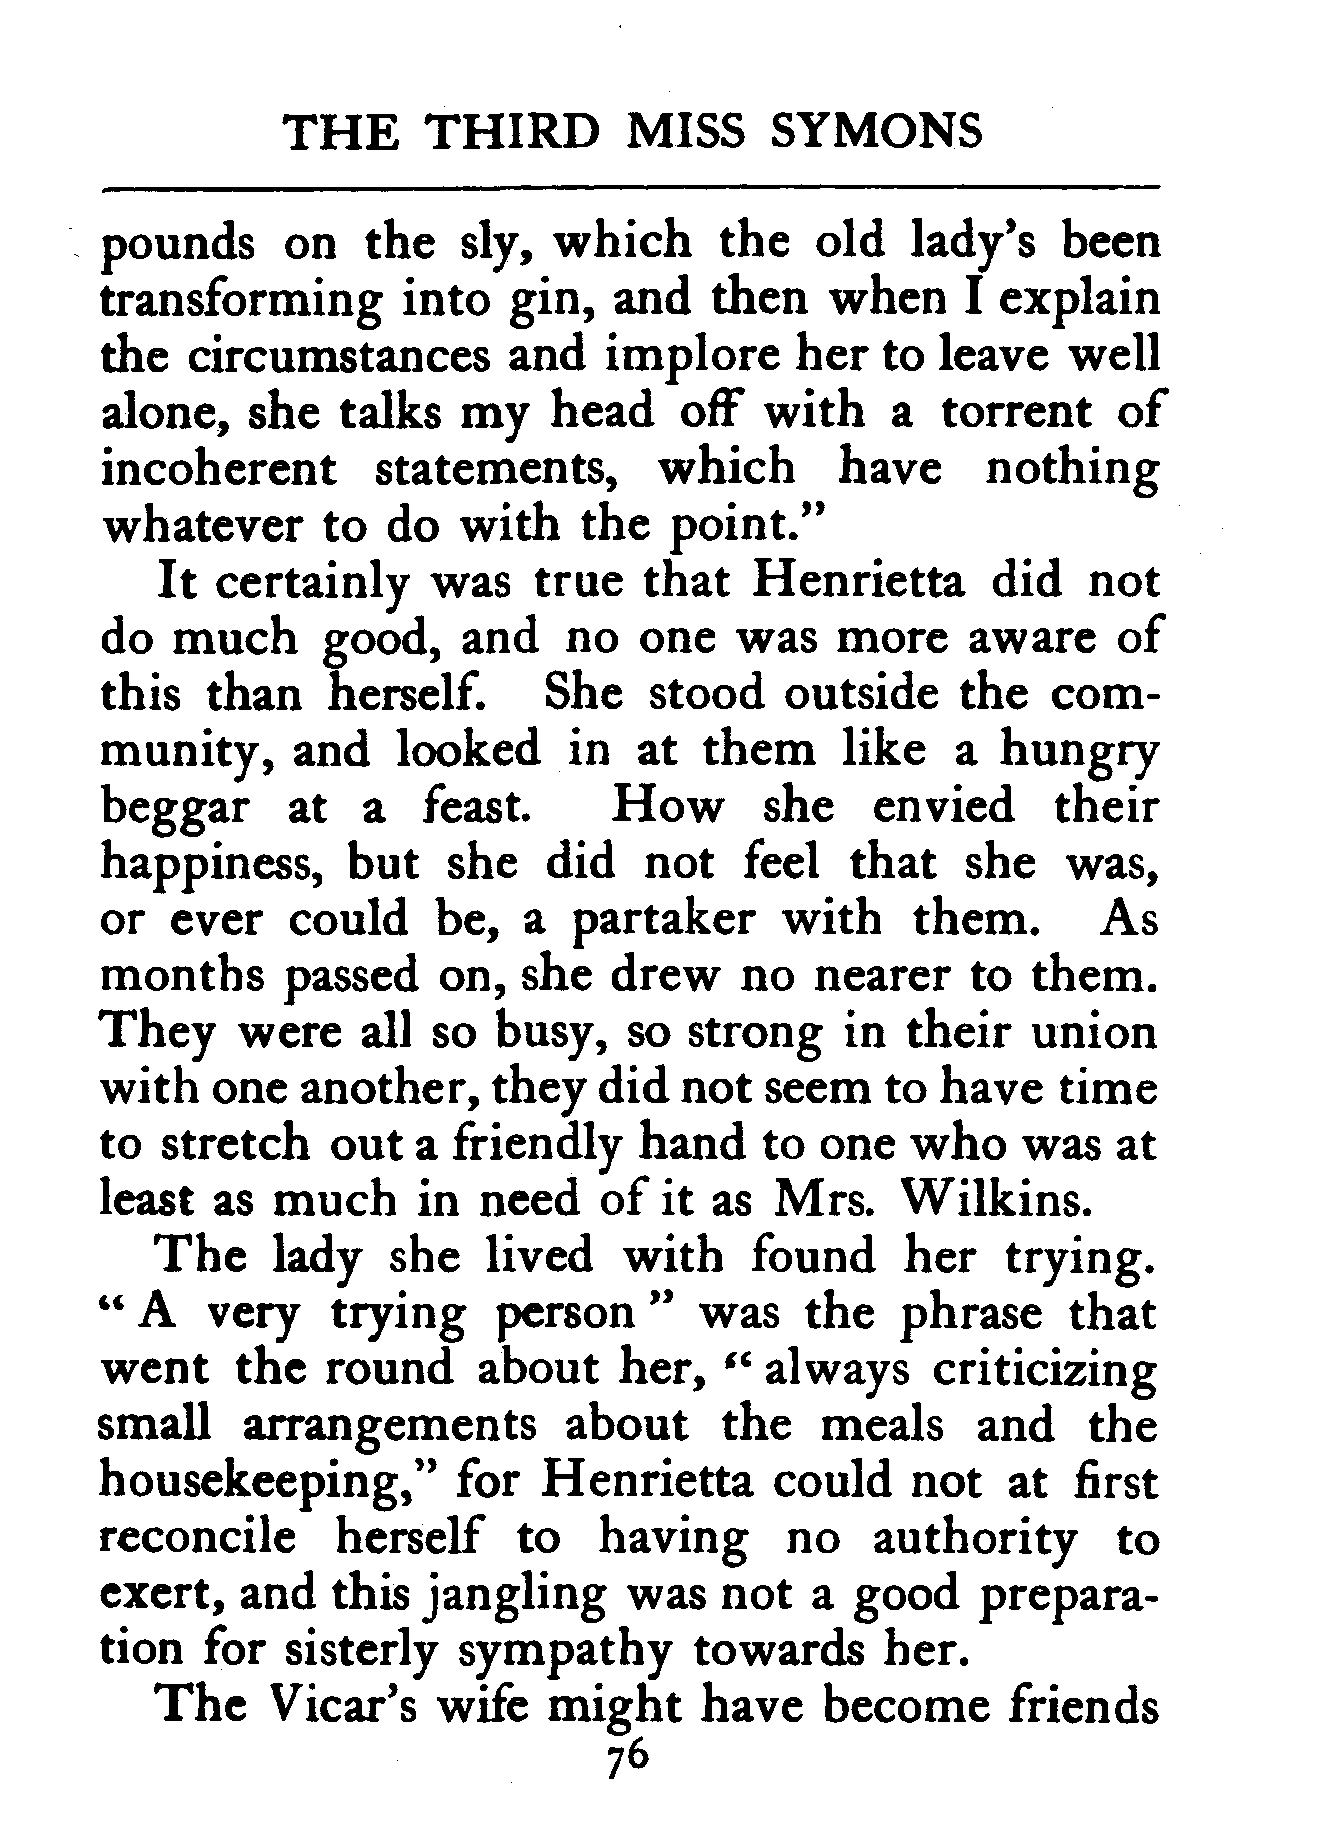 THE THIRD MISS SYMONS
pounds on the sly, which the old lady's been
transforming into gin, and then when I explain
the circumstances and implore her to leave well
alone, she talks my head off with a torrent of
incoherent statements, which have nothing
whatever to do with the point."
It certainly was true that Henrietta did not
do much good, and no one was more aware of
this than herself. She stood outside the com-
munity, and looked in at them like a hungry
beggar at a feast. How she envied their
happiness, but she did not feel that she was,
or ever could be, a partaker with them. As
months passed on, she drew no nearer to them.
They were all so busy, so strong in their union
with one another, they did not seem to have time
to stretch out a friendly hand to one who was at
least as much in need of it as Mrs. Wilkins.
The lady she lived with found her trying.
" A very trying person " was the phrase that
went the round about her, " always criticizing
small arrangements about the meals and the
housekeeping," for Henrietta could not at first
reconcile herself to having no authority to
exert, and this jangling was not a good prepara-
tion for sisterly sympathy towards her.
The Vicar's wife might have become friends
76